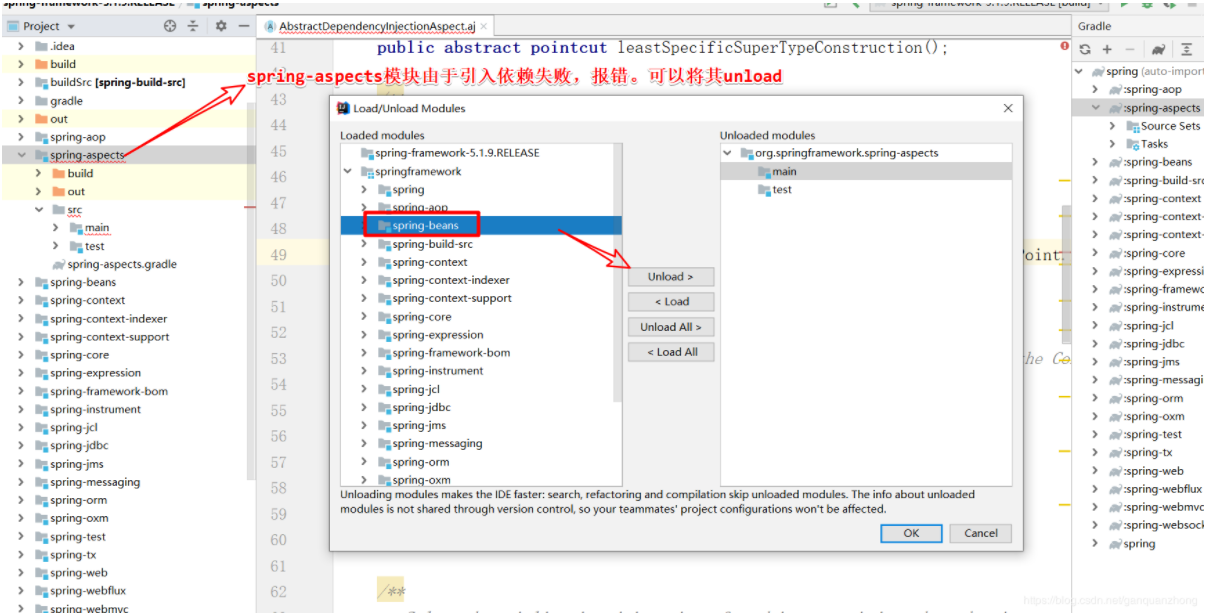 Project
AbstractDependencyInjectionAspect.aj
Gradle
.idea
build
buildSrc [spring-build-src]
gradle
out
spring-aop
spring-aspects
build
out
src
main
test
spring-aspects.gradle
spring-beans
spring-context
spring-context-indexer
spring-context-support
spring-core
spring-expression
spring-framework-bom
spring-instrument
spring-jcl
spring-jdbc
spring-jms
spring-messaging
spring-orm
spring-oxm
spring-test
spring-tx
spring-web
spring-webflux
spring-webmvc
41
public abstract pointcut leastSpecificSuperTypeConstruction();
spring-aspects模块由于引入依赖失败，报错。可以将其unload
43
44
45
46
47
48
49
50
51
52
53
54
55
56
57
58
59
60
61
62
/**
Point
the Co
Load/Unload Modules
Loaded modules
spring-framework-5.1.9.RELEASE
springframework
spring
spring-aop
spring-beans
spring-build-src
spring-context
spring-context-indexer
spring-context-support
spring-core
spring-expression
spring-framework-bom
spring-instrument
spring-jcl
spring-jdbc
spring-jms
spring-messaging
spring-orm
spring-oxm
Unload >
< Load
Unload All >
< Load All
Unloaded modules
org.springframework.spring-aspects
main
test
Unloading modules makes the IDE faster: search, refactoring and compilation skip unloaded modules. The info about unloaded
modules is not shared through version control, so your teammates' project configurations won't be affected.
OK
Cancel
spring (auto-import
:spring-aop
:spring-aspects
Source Sets
Tasks
:spring-beans
:spring-build-src
:spring-context
:spring-context-
:spring-context-
:spring-core
:spring-expressi
:spring-framewo
:spring-instrume
:spring-jcl
:spring-jdbc
:spring-jms
:spring-messagi
:spring-orm
:spring-oxm
:spring-test
:spring-tx
:spring-web
:spring-webflux
:spring-webmvc
:spring-websock
spring